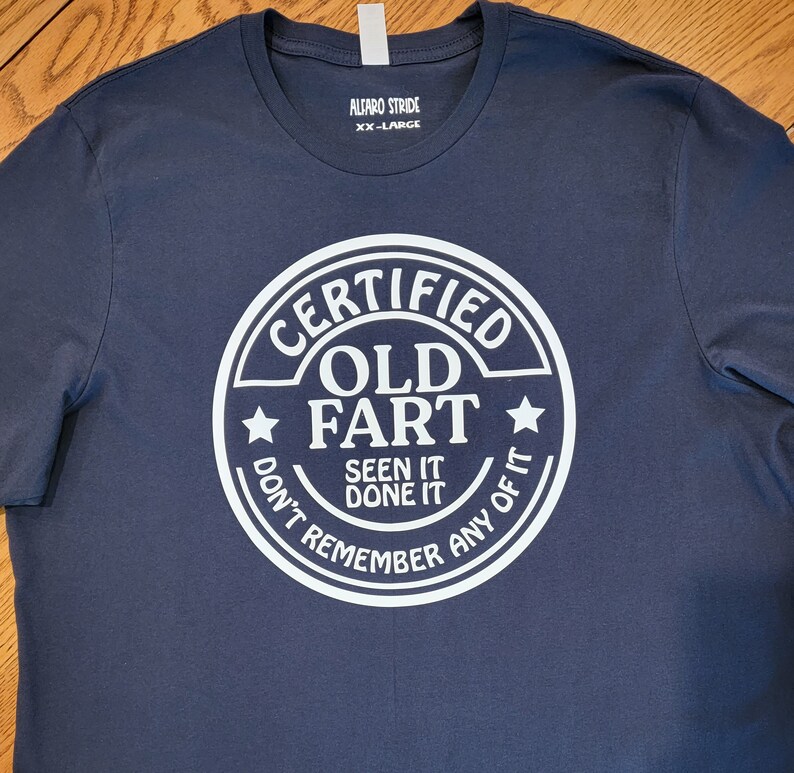 ALFARO STRIDE
XX-LARGE
CERTIFIED
OLD
FART
SEEN IT
DONE IT
DON'T REMEMBER ANY OF IT